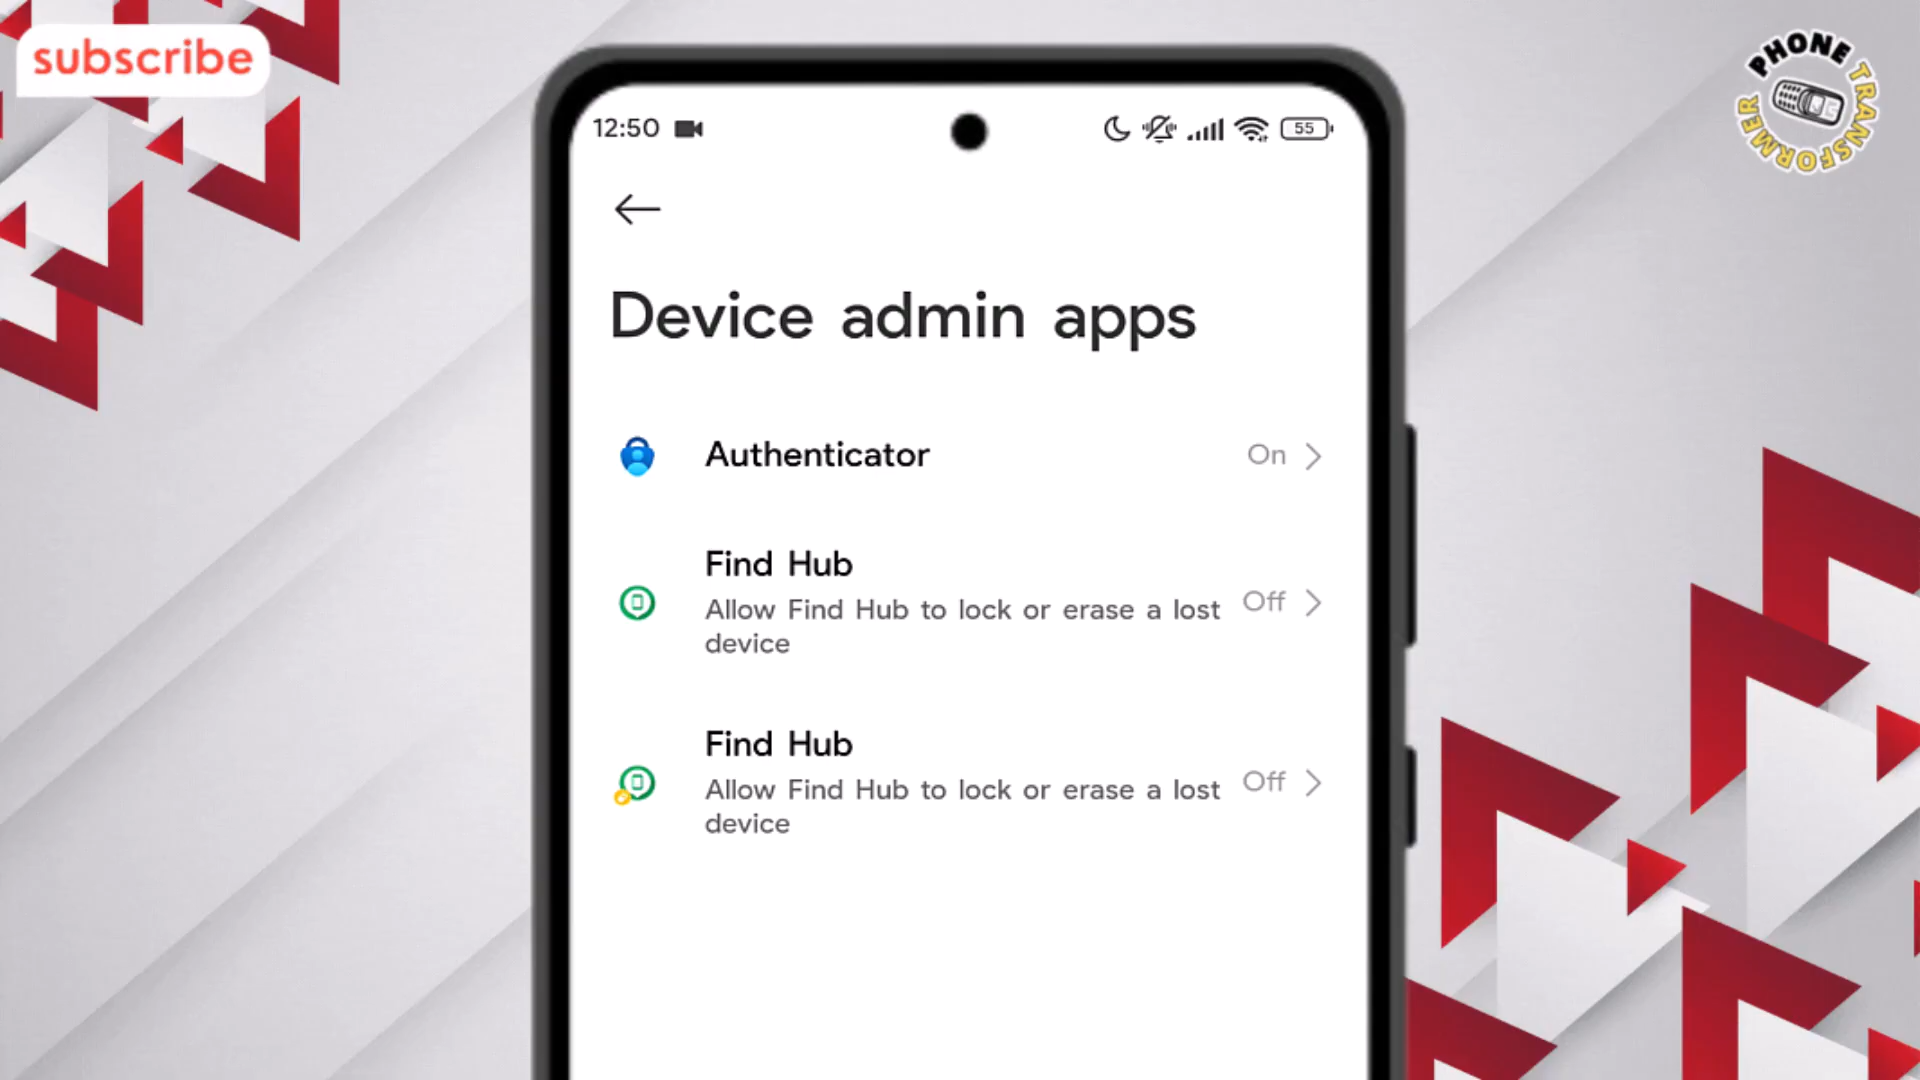 subscribe
PHONE
TRANSFORMER
12:50
55
Device admin apps
Authenticator
On
Find Hub
Allow Find Hub to lock or erase a lost
device
Off
Find Hub
Allow Find Hub to lock or erase a lost
device
Off